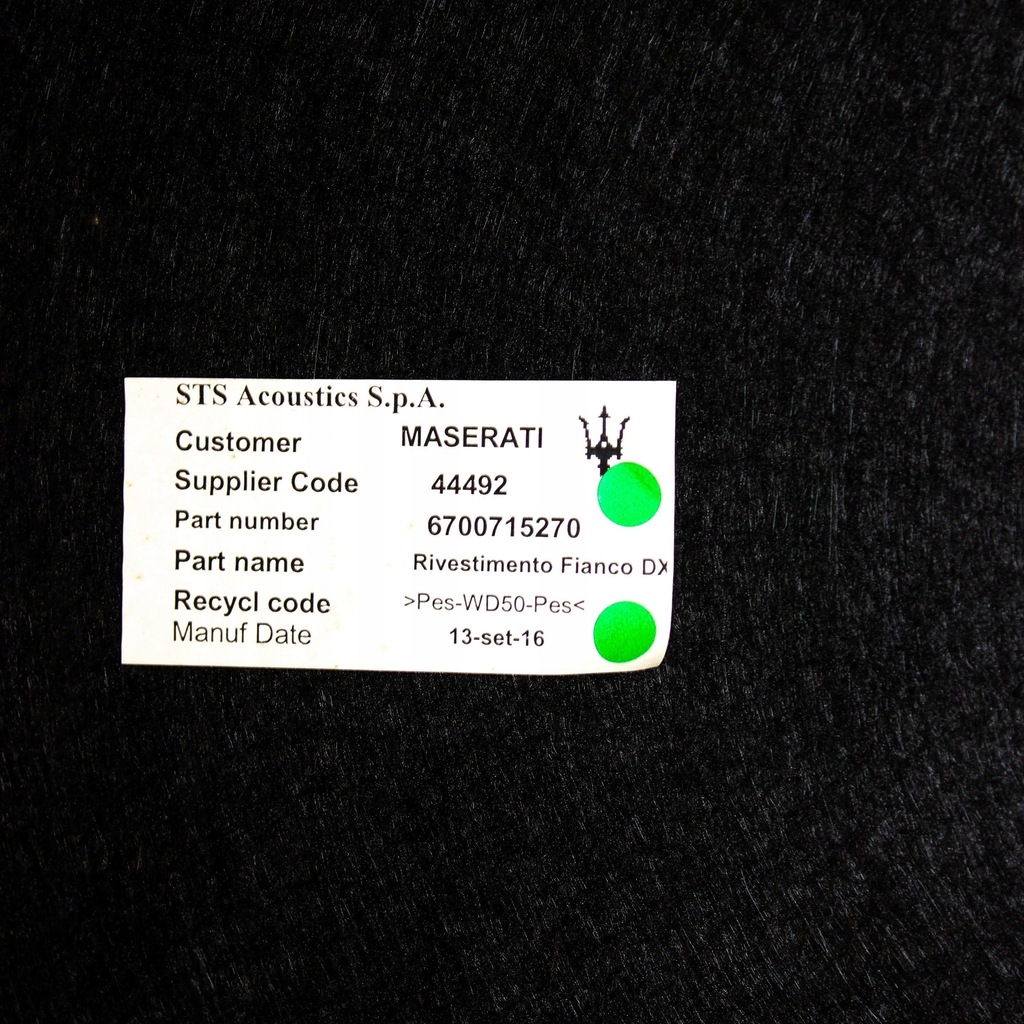 STS Acoustics S.p.A.
Customer MASERATI
Supplier Code 44492
Part number 6700715270
Part name Rivestimento Fianco DX
Recycl code >Pes-WD50-Pes<
Manuf Date 13-set-16